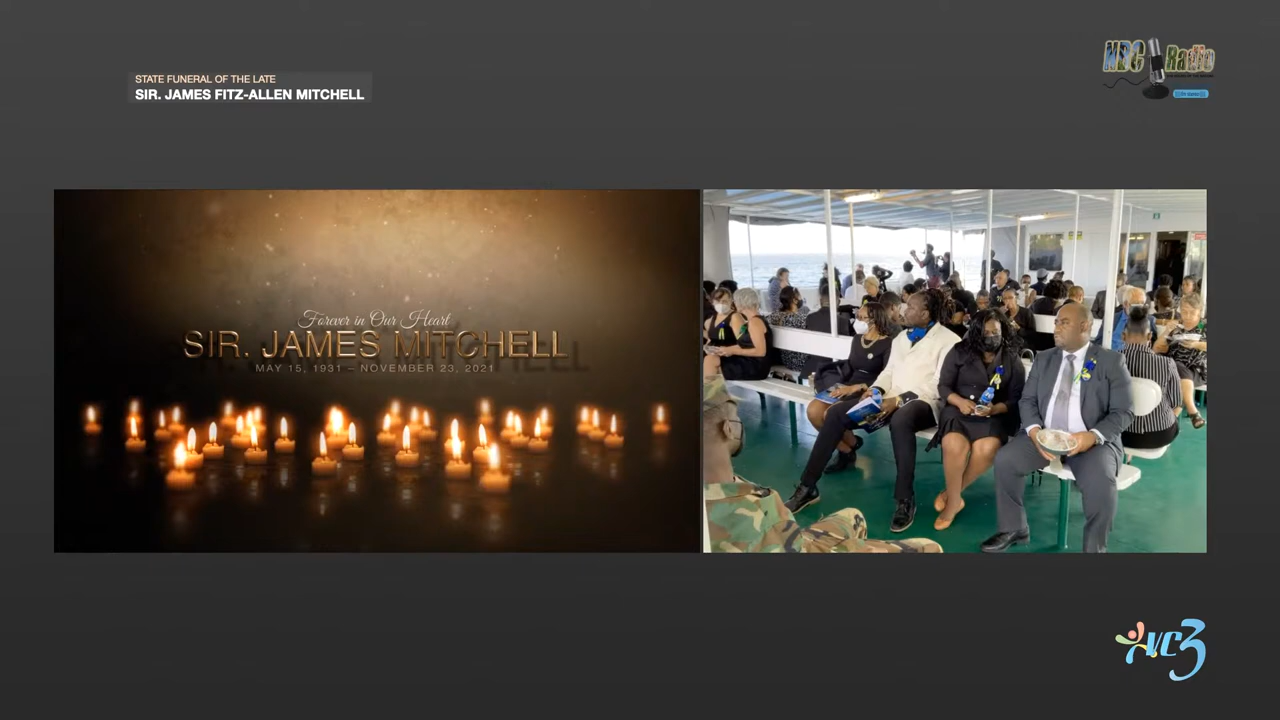 STATE FUNERAL OF THE LATE
SIR. JAMES FITZ-ALLEN MITCHELL
NBC Radio
Forever in Our Heart
SIR. JAMES MITCHELL
MAY 15, 1931 – NOVEMBER 23, 2021
VC3